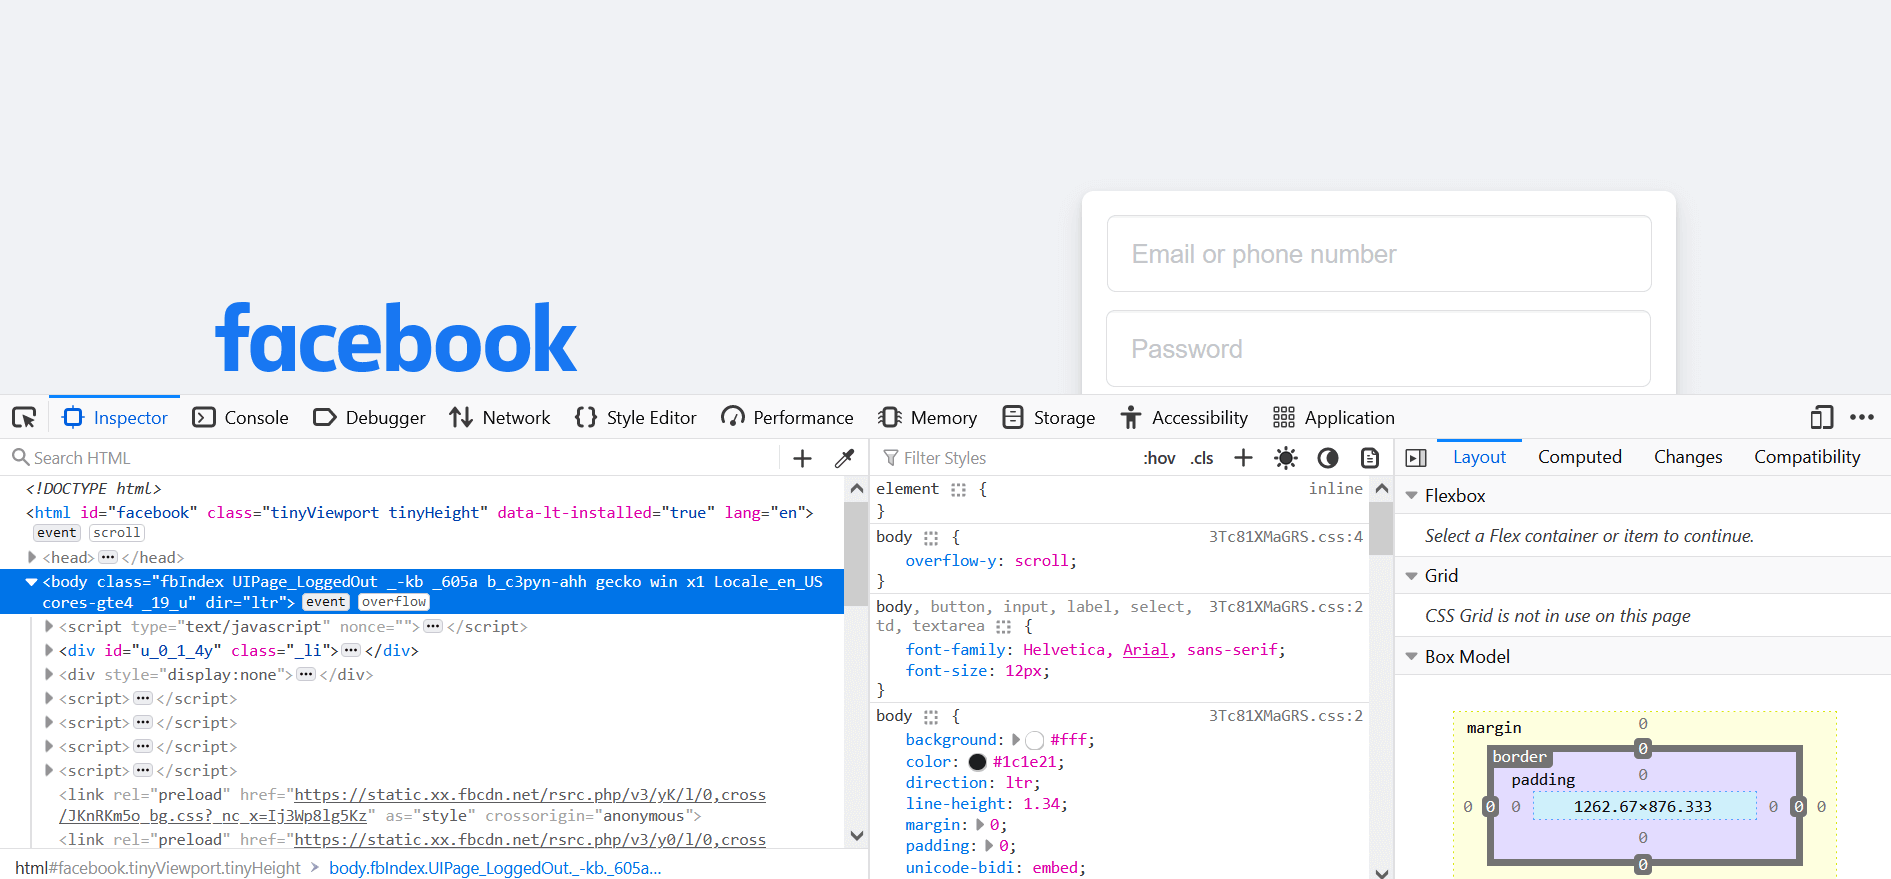 Email or phone number
facebook
Password
Inspector Console Debugger Network Style Editor Performance Memory Storage Accessibility Application
Search HTML
<!DOCTYPE html>
<html id="facebook" class="tinyViewport tinyHeight" data-lt-installed="true" lang="en">
event scroll
<head> ••• </head>
<body class="fbIndex UIPage_LoggedOut _-kb _605a b_c3pyn-ahh gecko win x1 Locale_en_US
cores-gte4 _19_u" dir="ltr"> event overflow
<script type="text/javascript" nonce=""> ••• </script>
<div id="u_0_1_4y" class="_li"> ••• </div>
<div style="display:none"> ••• </div>
<script> ••• </script>
<script> ••• </script>
<script> ••• </script>
<script> ••• </script>
<link rel="preload" href="https://static.xx.fbcdn.net/rsrc.php/v3/yK/l/0,cross
/JKnRKm5o_bg.css?_nc_x=Ij3Wp8lg5Kz" as="style" crossorigin="anonymous">
<link rel="preload" href="https://static.xx.fbcdn.net/rsrc.php/v3/y0/l/0,cross
html#facebook.tinyViewport.tinyHeight > body.fbIndex.UIPage_LoggedOut._-kb._605a...
Filter Styles :hov .cls +
element { inline
}
body { 3Tc81XMaGRS.css:4
overflow-y: scroll;
}
body, button, input, label, select, 3Tc81XMaGRS.css:2
td, textarea {
font-family: Helvetica, Arial, sans-serif;
font-size: 12px;
}
body { 3Tc81XMaGRS.css:2
background: #fff;
color: #1c1e21;
direction: ltr;
line-height: 1.34;
margin: 0;
padding: 0;
unicode-bidi: embed;
Layout Computed Changes Compatibility
Flexbox
Select a Flex container or item to continue.
Grid
CSS Grid is not in use on this page
Box Model
margin 0
border 0
padding 0
0 0 0 1262.67×876.333 0 0 0
0
0